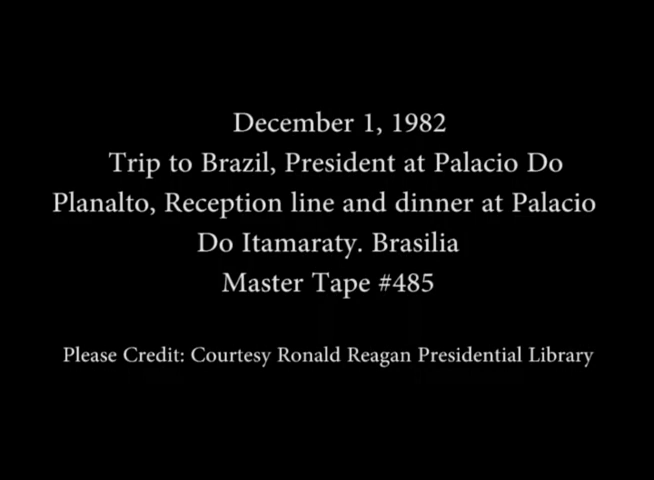 December 1, 1982
Trip to Brazil, President at Palacio Do
Planalto, Reception line and dinner at Palacio
Do Itamaraty. Brasilia
Master Tape #485
Please Credit: Courtesy Ronald Reagan Presidential Library